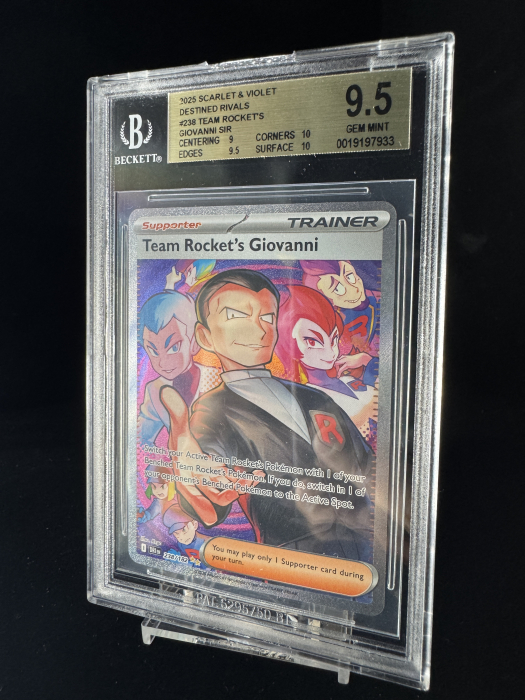 2025 SCARLET & VIOLET
DESTINED RIVALS
#238 TEAM ROCKET'S
GIOVANNI SIR
CENTERING 9 CORNERS 10
EDGES 9.5 SURFACE 10
9.5
GEM MINT
0019197933
B
BECKETT®
Supporter TRAINER
Team Rocket's Giovanni
R
Switch your Active Team Rocket's Pokémon with 1 of your
Benched Team Rocket's Pokémon. If you do, switch in 1 of
your opponent's Benched Pokémon to the Active Spot.
238/182
You may play only 1 Supporter card during
your turn.